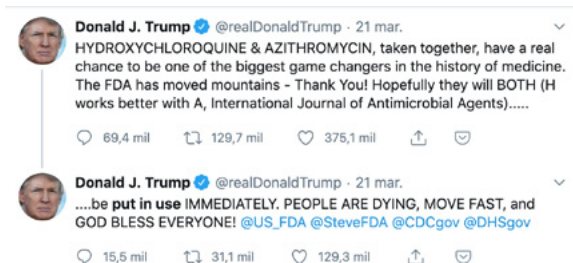 Donald J. Trump @realDonaldTrump · 21 mar.
HYDROXYCHLOROQUINE & AZITHROMYCIN, taken together, have a real
chance to be one of the biggest game changers in the history of medicine.
The FDA has moved mountains - Thank You! Hopefully they will BOTH (H
works better with A, International Journal of Antimicrobial Agents).....
69,4 mil 129,7 mil 375,1 mil
Donald J. Trump @realDonaldTrump · 21 mar.
....be put in use IMMEDIATELY. PEOPLE ARE DYING, MOVE FAST, and
GOD BLESS EVERYONE! @US_FDA @SteveFDA @CDCgov @DHSgov
15,5 mil 31,1 mil 129,3 mil